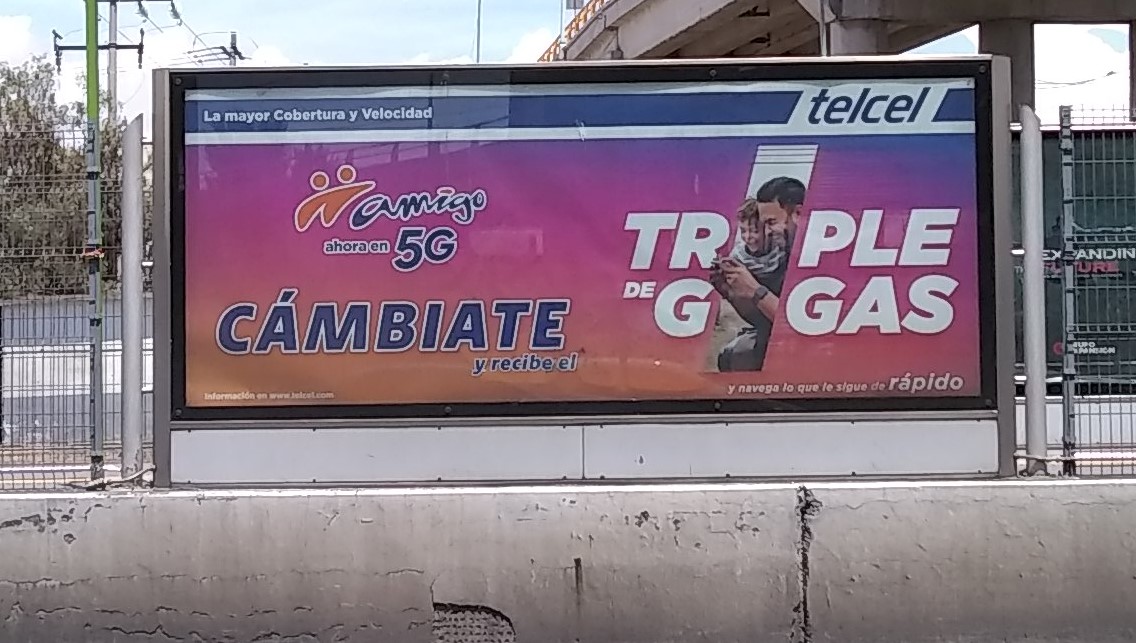 La mayor Cobertura y Velocidad
telcel
amigo
ahora en 5G
TRIPLE
DE GIGAS
CÁMBIATE
y recibe el
y navega lo que le sigue de rápido
Información en www.telcel.com
EXPANDIN